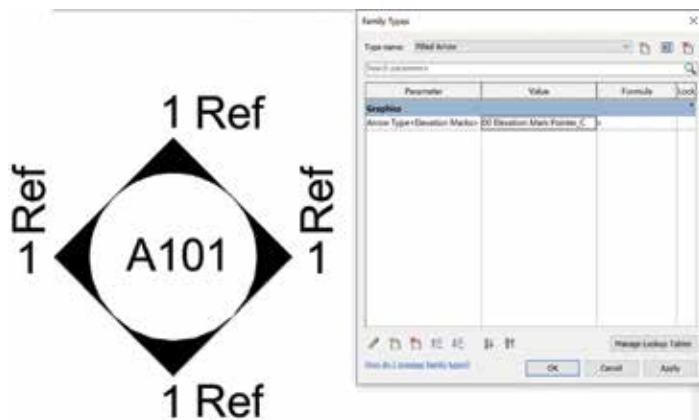 1 Ref
1 Ref
A101
1 Ref
1 Ref
Family Types
Type name: Filled Arrow
Search parameters
Parameter Value Formula Lock
Graphics
Arrow Type<Elevation Marks> 00 Elevation Mark Pointer_C =
Manage Lookup Tables
How do I manage family types?
OK Cancel Apply